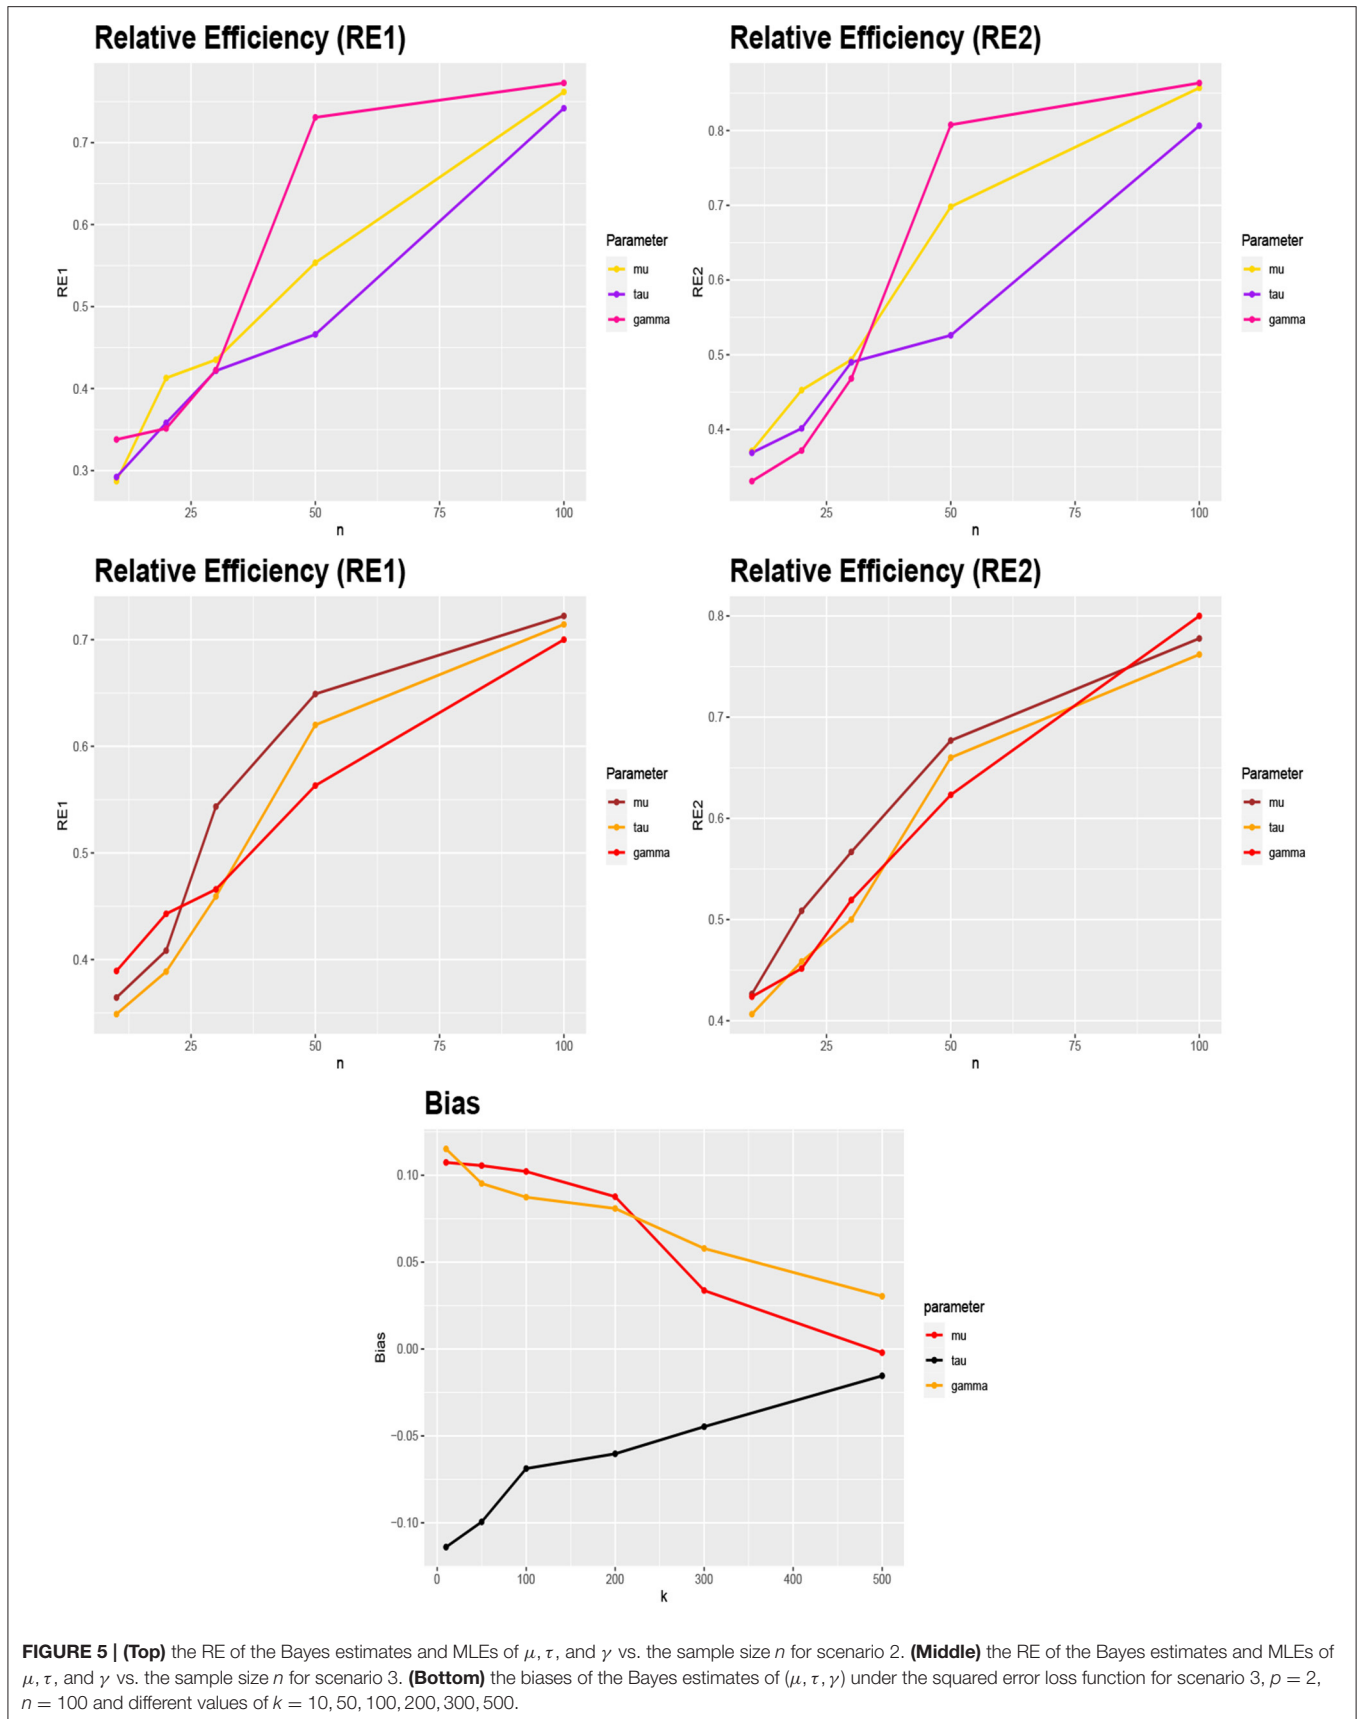 Relative Efficiency (RE1)
0.7
0.6
0.5
0.4
0.3
RE1
25
50
75
100
n
Parameter
mu
tau
gamma
Relative Efficiency (RE2)
0.8
0.7
0.6
0.5
0.4
RE2
25
50
75
100
n
Parameter
mu
tau
gamma
Relative Efficiency (RE1)
0.7
0.6
0.5
0.4
RE1
25
50
75
100
n
Parameter
mu
tau
gamma
Relative Efficiency (RE2)
0.8
0.7
0.6
0.5
0.4
RE2
25
50
75
100
n
Parameter
mu
tau
gamma
Bias
0.10
0.05
0.00
−0.05
−0.10
Bias
0
100
200
300
400
500
k
parameter
mu
tau
gamma
FIGURE 5 | (Top) the RE of the Bayes estimates and MLEs of μ, τ, and γ vs. the sample size n for scenario 2. (Middle) the RE of the Bayes estimates and MLEs of
μ, τ, and γ vs. the sample size n for scenario 3. (Bottom) the biases of the Bayes estimates of (μ, τ, γ) under the squared error loss function for scenario 3, p = 2,
n = 100 and different values of k = 10, 50, 100, 200, 300, 500.